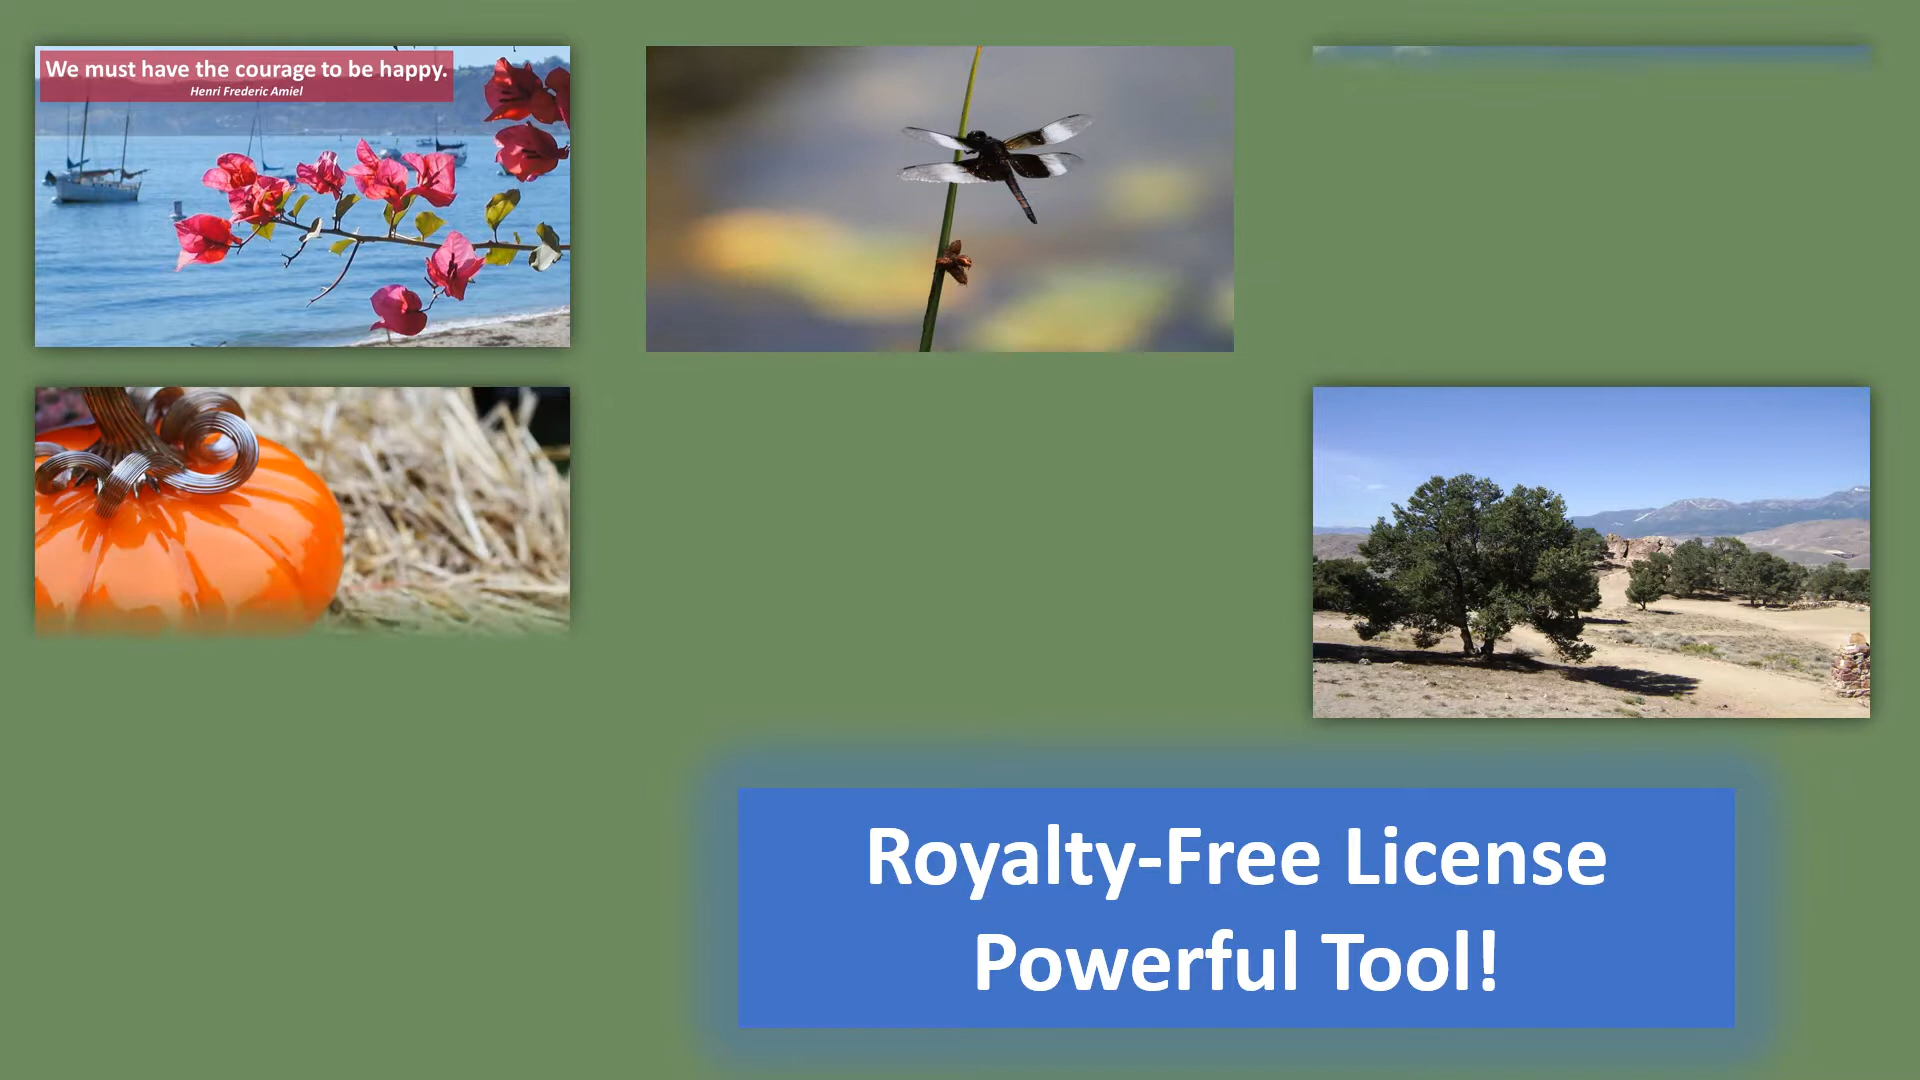 We must have the courage to be happy.
Henri Frederic Amiel
Royalty-Free License
Powerful Tool!